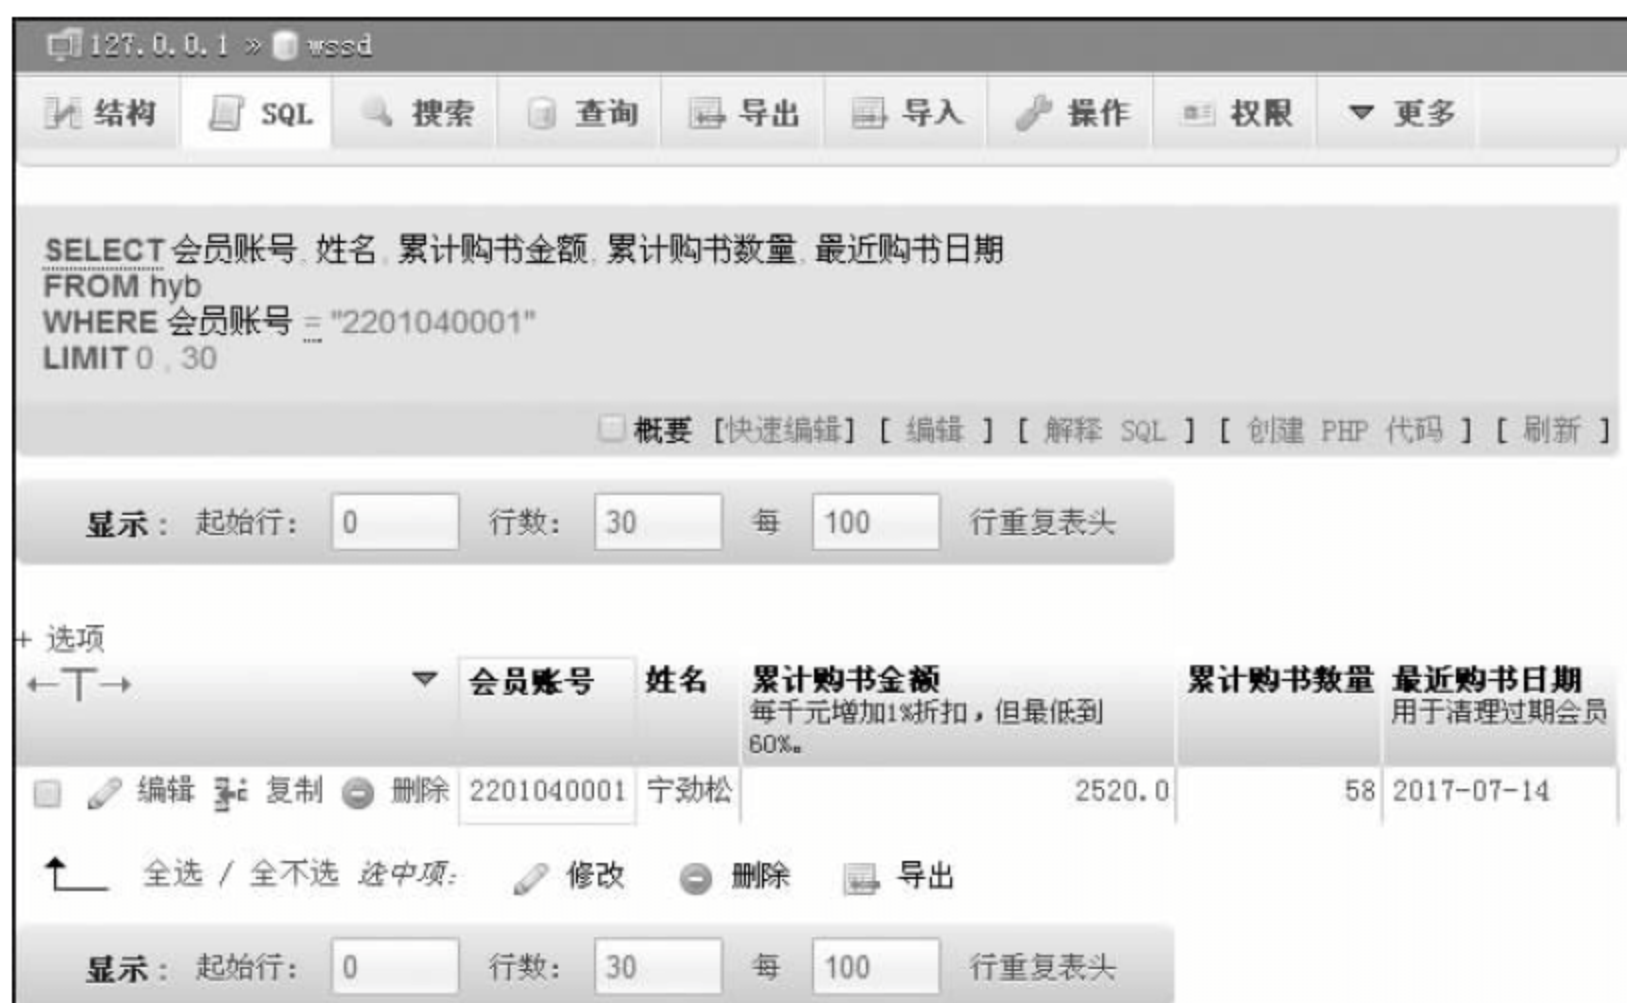 127.0.0.1 » wssd
结构 SQL 搜索 查询 导出 导入 操作 权限 更多
SELECT 会员账号, 姓名, 累计购书金额, 累计购书数量, 最近购书日期
FROM hyb
WHERE 会员账号 = "2201040001"
LIMIT 0 , 30
概要 [快速编辑] [ 编辑 ] [ 解释 SQL ] [ 创建 PHP 代码 ] [ 刷新 ]
显示 : 起始行: 0 行数: 30 每 100 行重复表头
+ 选项
←T→ 会员账号 姓名 累计购书金额 累计购书数量 最近购书日期
每千元增加1%折扣，但最低到 用于清理过期会员
60%。
编辑 复制 删除 2201040001 宁劲松 2520.0 58 2017-07-14
全选 / 全不选 选中项: 修改 删除 导出
显示 : 起始行: 0 行数: 30 每 100 行重复表头